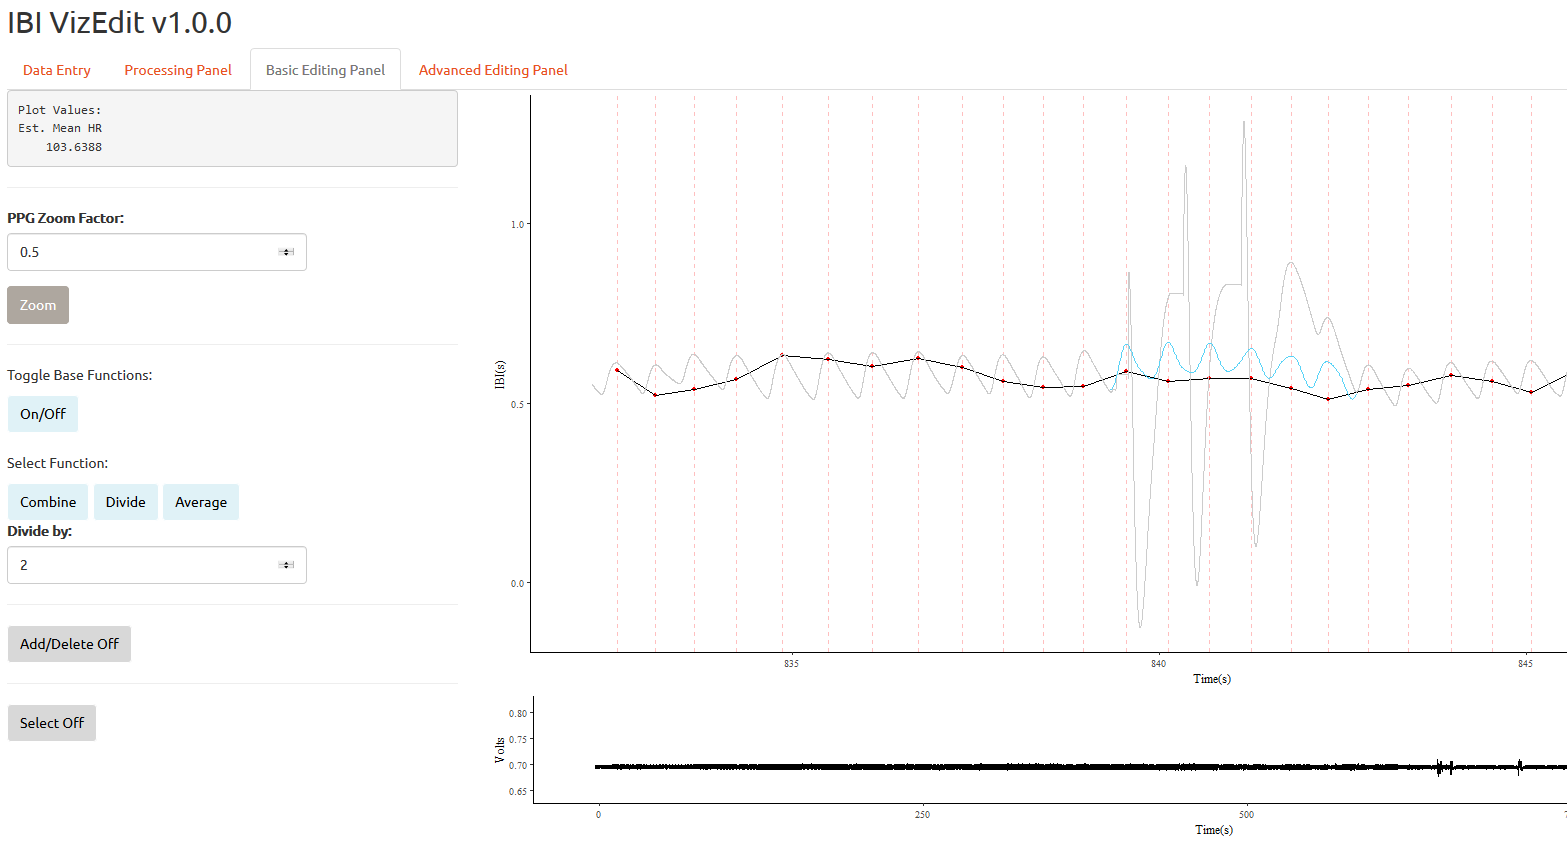 IBI VizEdit v1.0.0
Data Entry Processing Panel Basic Editing Panel Advanced Editing Panel
Plot Values:
Est. Mean HR
103.6388
PPG Zoom Factor:
0.5
Zoom
Toggle Base Functions:
On/Off
Select Function:
Combine Divide Average
Divide by:
2
Add/Delete Off
Select Off
IBI(s)
1.0
0.5
0.0
835 840 845
Time(s)
Volts
0.80
0.75
0.70
0.65
0 250 500
Time(s)